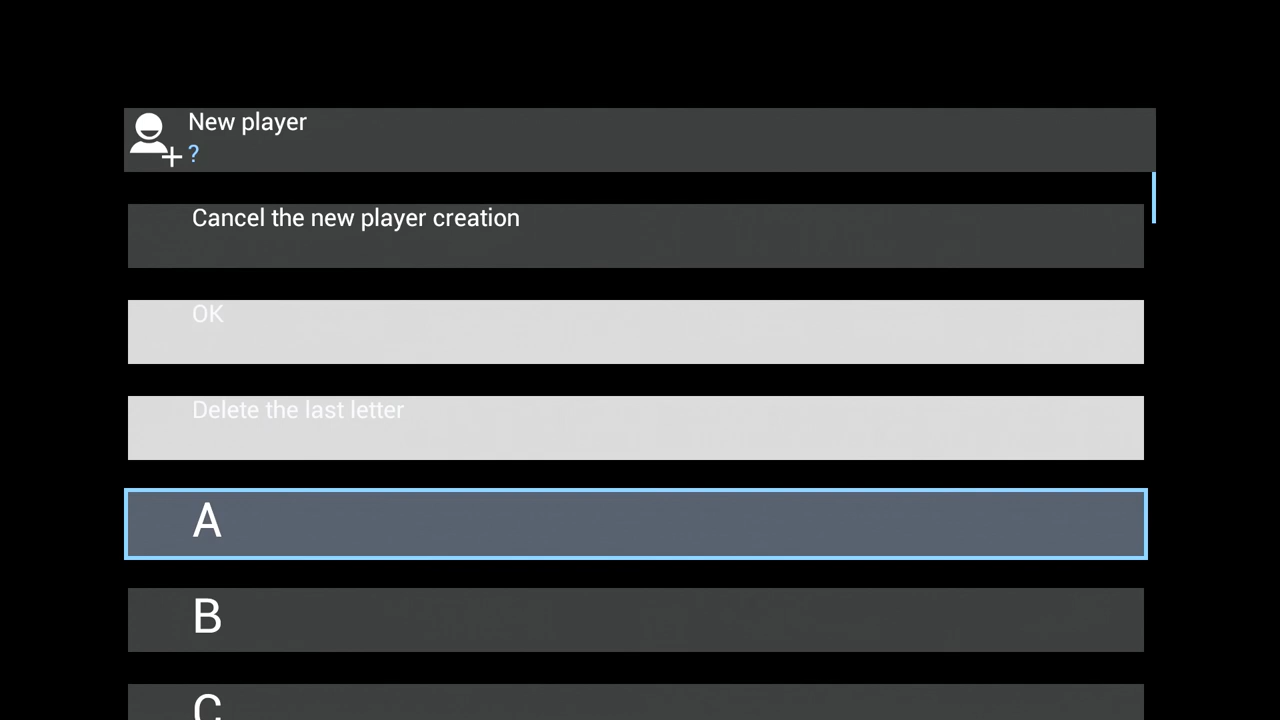 New player
?
Cancel the new player creation
OK
Delete the last letter
A
B
C